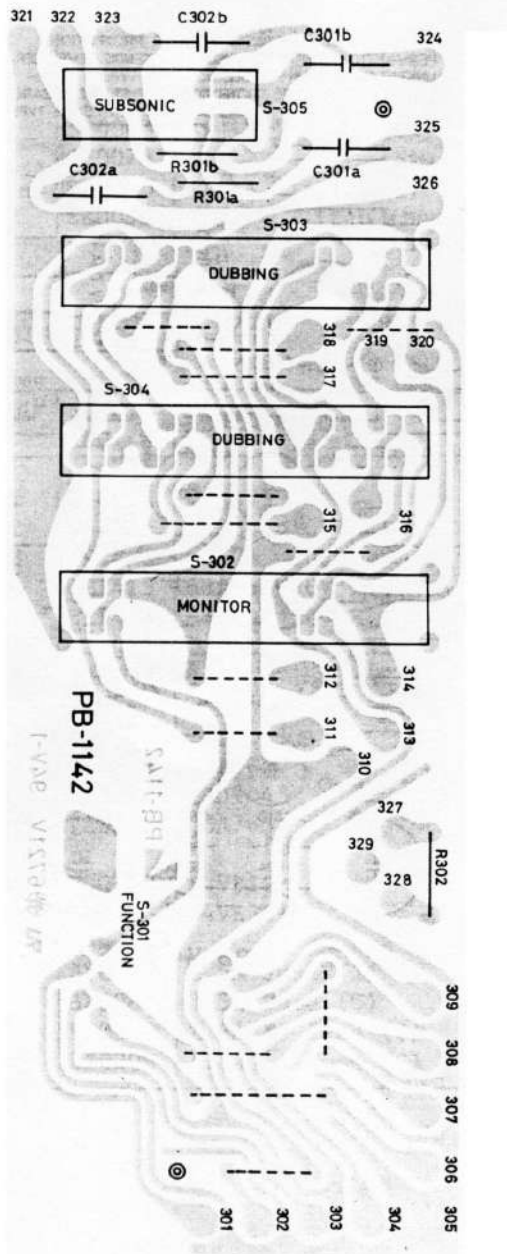 321 322 323 C302b C301b 324
SUBSONIC S-305
325
R301b C301a
C302a R301a 326
S-303
DUBBING
318 319 320
317
S-304
DUBBING
315 316
S-302
MONITOR
312 314
311 313
310
PB-1142
PB-1142
327
329 R302
328
S-301
FUNCTION
309
308
307
306
301 302 303 304 305